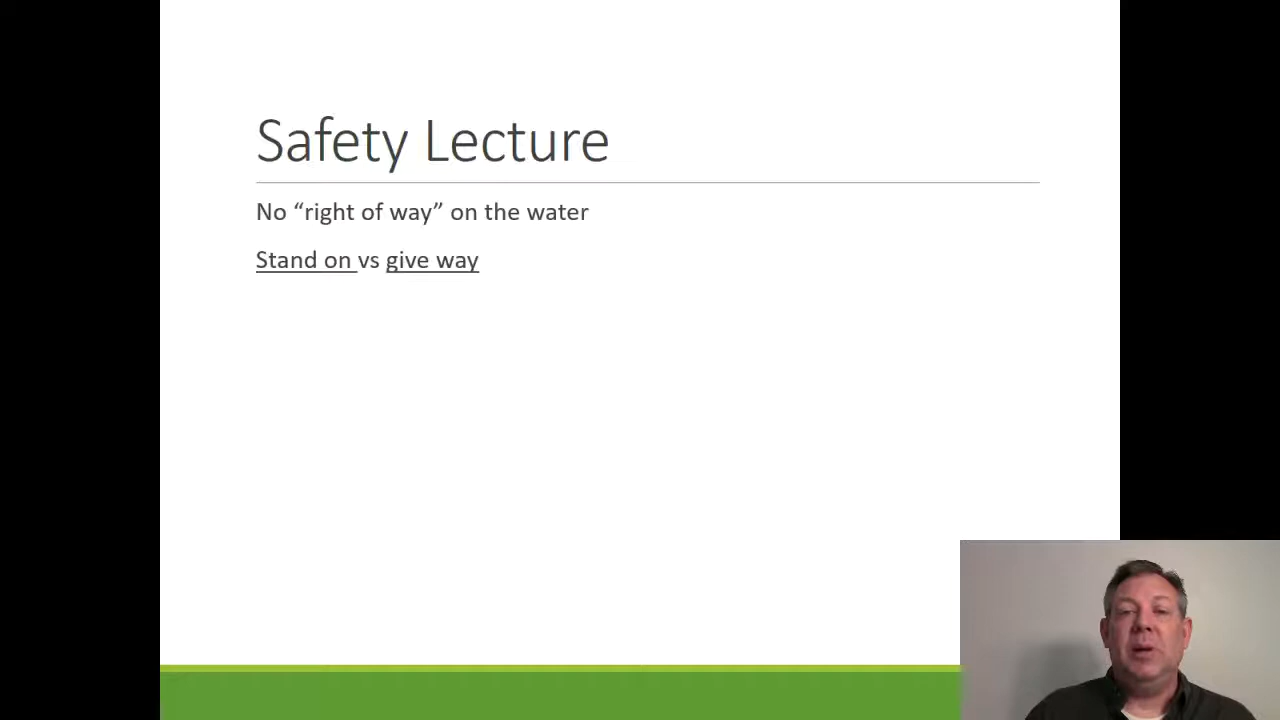 Safety Lecture
No “right of way” on the water
Stand on vs give way